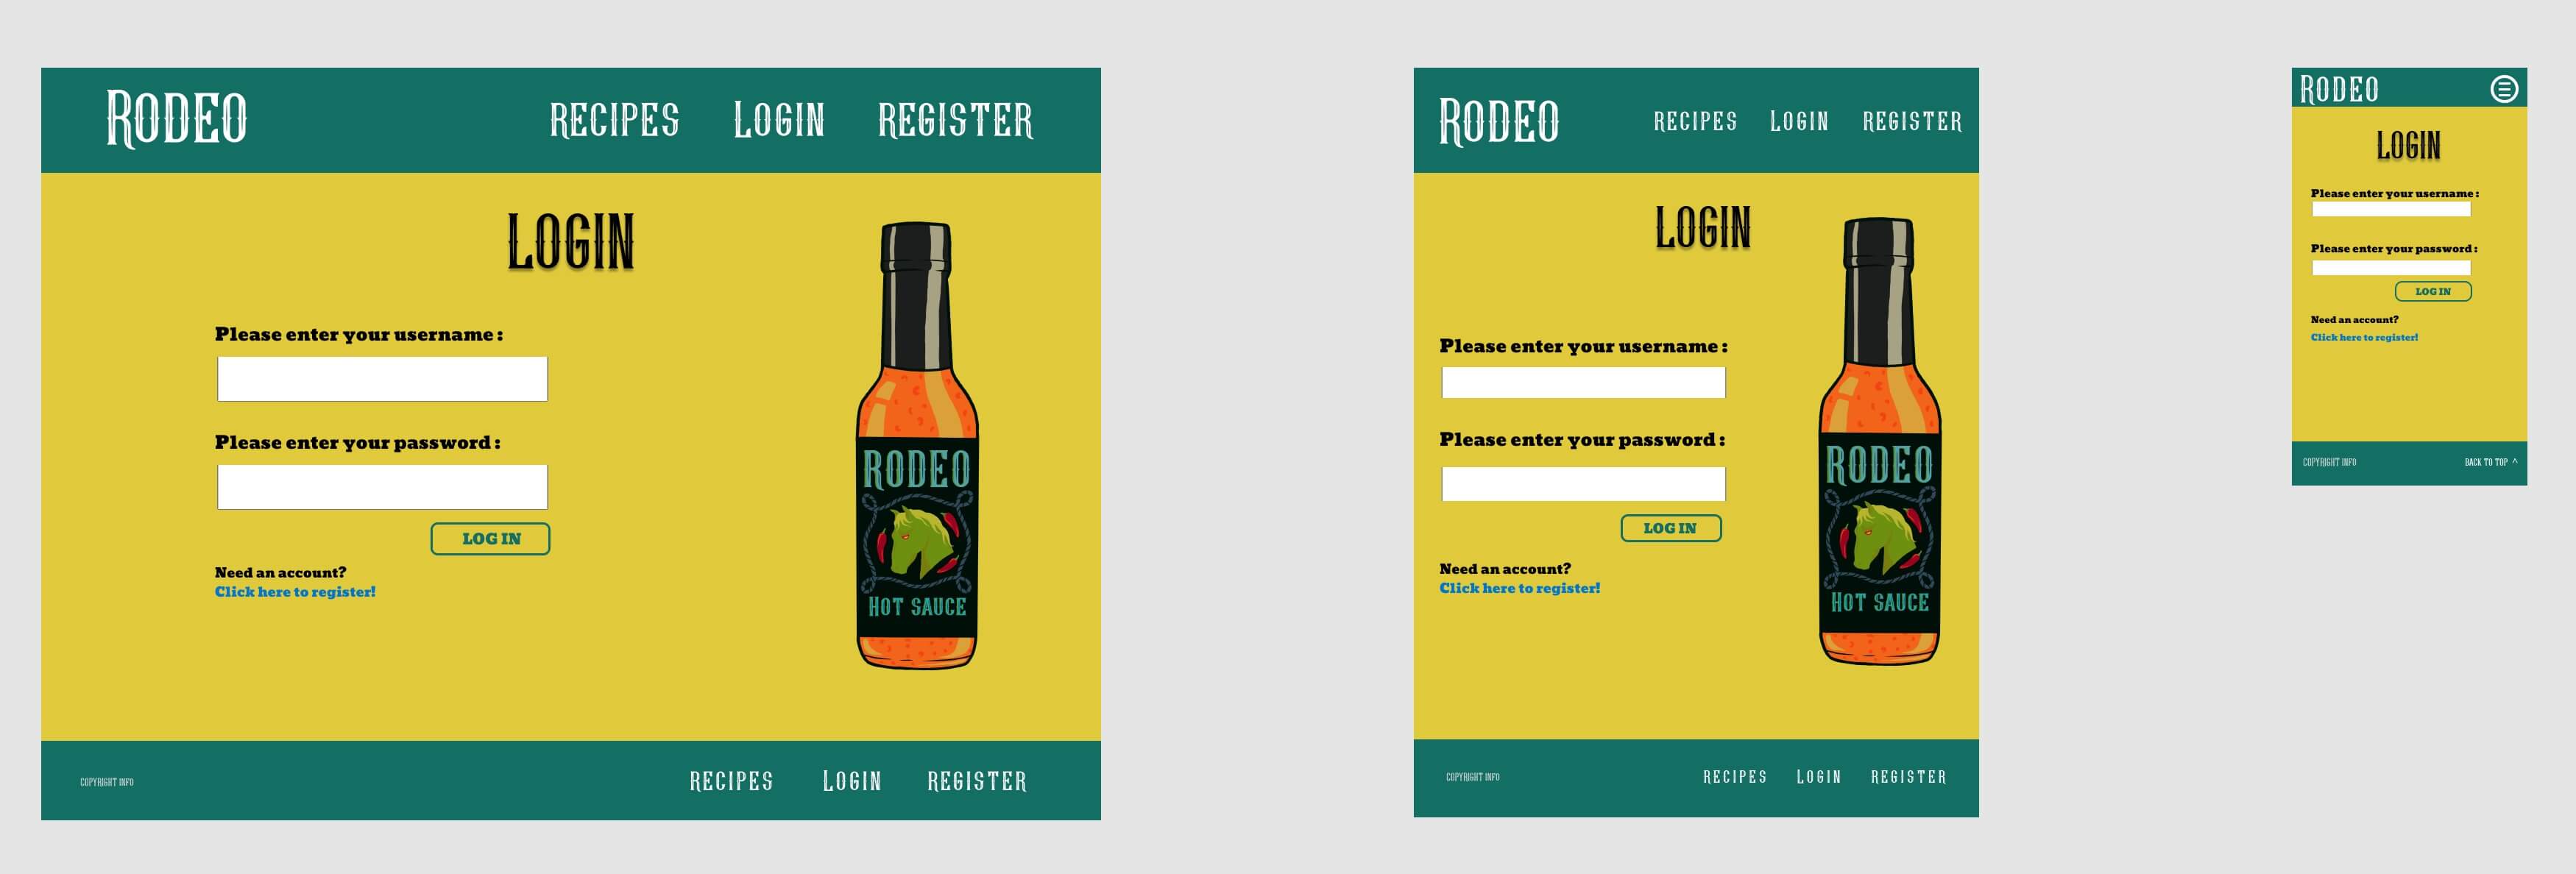 RODEO
RECIPES LOGIN REGISTER
LOGIN
Please enter your username :
Please enter your password :
LOG IN
Need an account?
Click here to register!
RODEO
HOT SAUCE
COPYRIGHT INFO
RECIPES LOGIN REGISTER
RODEO
RECIPES LOGIN REGISTER
LOGIN
Please enter your username :
Please enter your password :
LOG IN
Need an account?
Click here to register!
RODEO
HOT SAUCE
COPYRIGHT INFO
RECIPES LOGIN REGISTER
RODEO
LOGIN
Please enter your username :
Please enter your password :
LOG IN
Need an account?
Click here to register!
COPYRIGHT INFO
BACK TO TOP ^